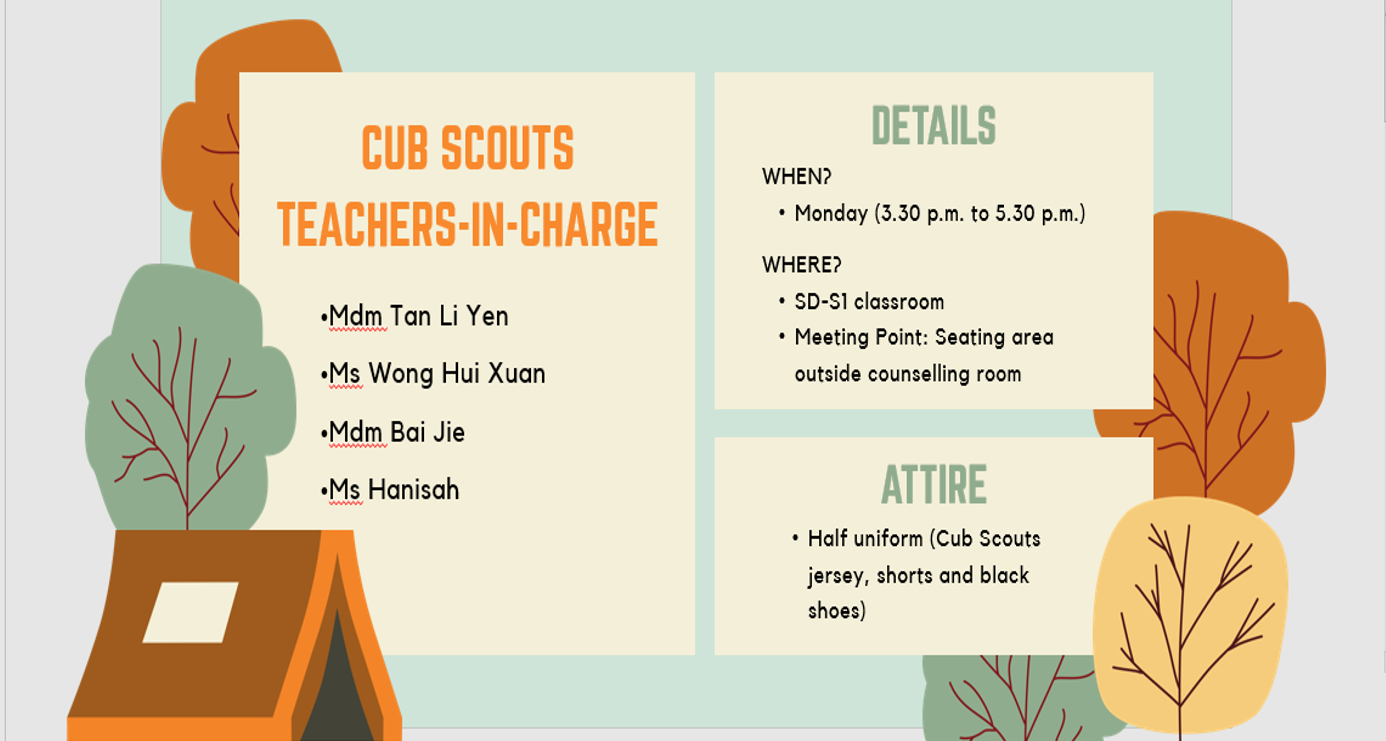 CUB SCOUTS
TEACHERS-IN-CHARGE
•Mdm Tan Li Yen
•Ms Wong Hui Xuan
•Mdm Bai Jie
•Ms Hanisah
DETAILS
WHEN?
• Monday (3.30 p.m. to 5.30 p.m.)
WHERE?
• SD-S1 classroom
• Meeting Point: Seating area
outside counselling room
ATTIRE
• Half uniform (Cub Scouts
jersey, shorts and black
shoes)